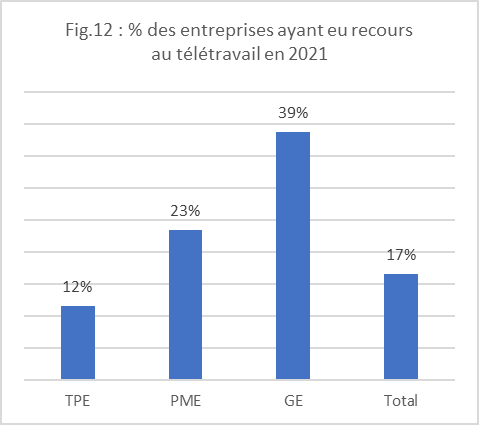 Fig.12 : % des entreprises ayant eu recours
au télétravail en 2021
39%
23%
17%
12%
TPE
PME
GE
Total